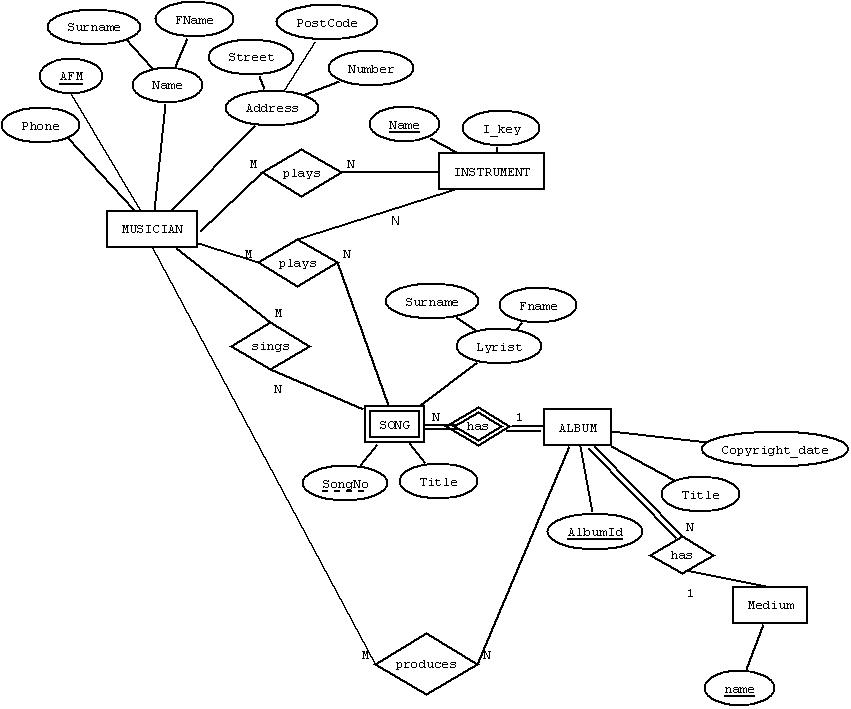 FName
PostCode
Surname
Street
Number
AFM
Name
Address
Phone
Name
I_key
M
N
plays
INSTRUMENT
MUSICIAN
N
M
N
plays
Surname
Fname
M
sings
Lyrist
N
N
1
SONG
has
ALBUM
Copyright_date
SongNo
Title
Title
AlbumId
N
has
1
Medium
M
N
produces
name